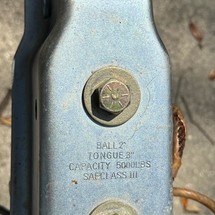 BALL 2"
TONGUE 3"
CAPACITY 5000LBS
SAE CLASS III